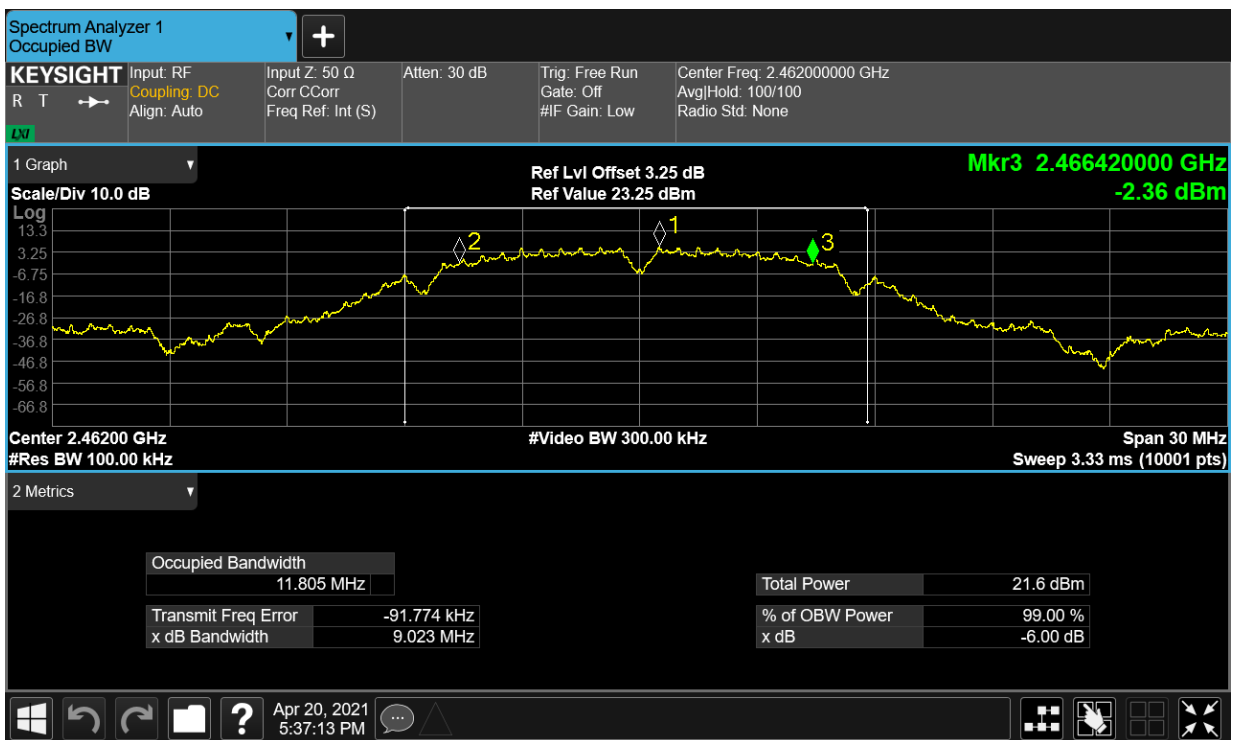 Spectrum Analyzer 1
Occupied BW
KEYSIGHT
R T
LXI
Input: RF
Coupling: DC
Align: Auto
Input Z: 50 Ω
Corr CCorr
Freq Ref: Int (S)
Atten: 30 dB
Trig: Free Run
Gate: Off
#IF Gain: Low
Center Freq: 2.462000000 GHz
Avg|Hold: 100/100
Radio Std: None
1 Graph
Scale/Div 10.0 dB
Ref Lvl Offset 3.25 dB
Ref Value 23.25 dBm
Mkr3 2.466420000 GHz
-2.36 dBm
Log
13.3
3.25
-6.75
-16.8
-26.8
-36.8
-46.8
-56.8
-66.8
2
1
3
Center 2.46200 GHz
#Video BW 300.00 kHz
Span 30 MHz
#Res BW 100.00 kHz
Sweep 3.33 ms (10001 pts)
2 Metrics
Occupied Bandwidth
11.805 MHz
Total Power 21.6 dBm
Transmit Freq Error -91.774 kHz
% of OBW Power 99.00 %
x dB Bandwidth 9.023 MHz
x dB -6.00 dB
?
Apr 20, 2021
5:37:13 PM